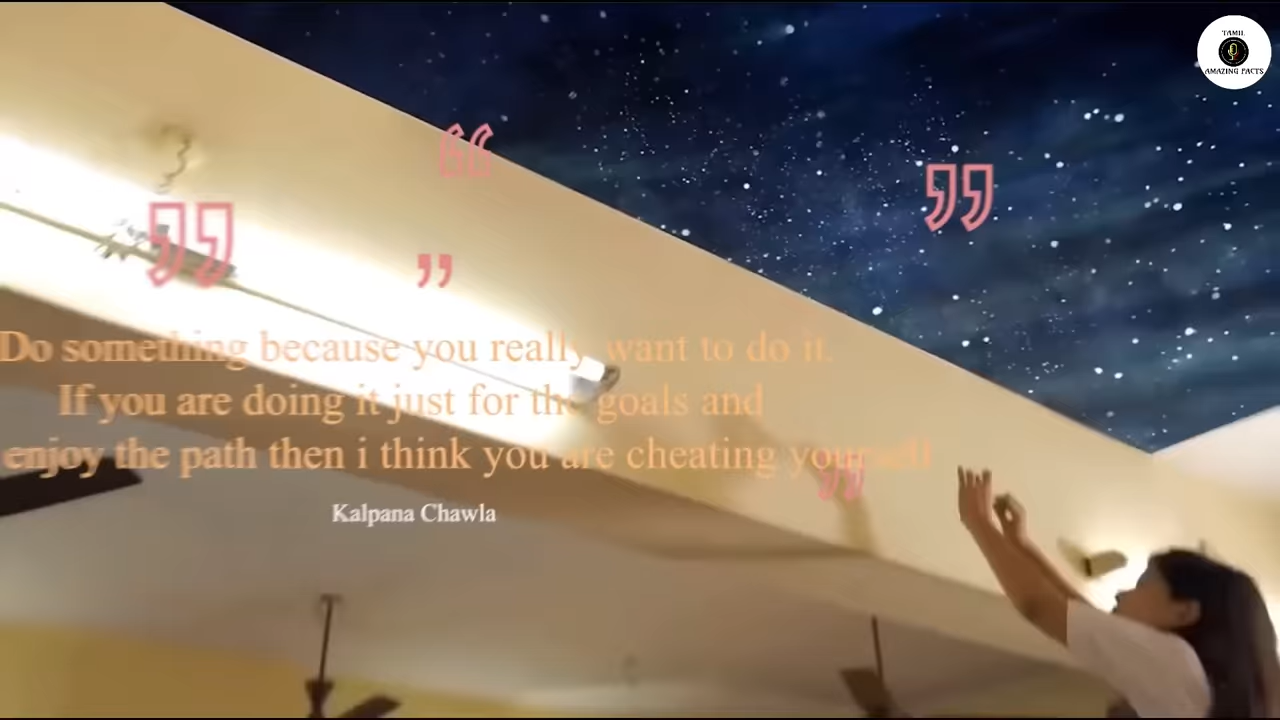 TAMIL
AMAZING FACTS
Do something because you really want to do it.
If you are doing it just for the goals and
enjoy the path then i think you are cheating yourself
Kalpana Chawla